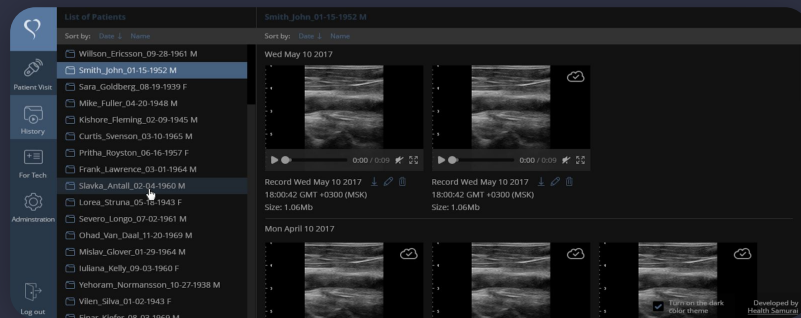 List of Patients
Sort by: Date ↓ Name
Patient Visit
History
For Tech
Adminstration
Log out
Willson_Ericsson_09-28-1961 M
Smith_John_01-15-1952 M
Sara_Goldberg_08-19-1939 F
Mike_Fuller_04-20-1948 M
Kishore_Fleming_02-09-1945 M
Curtis_Svenson_03-10-1965 M
Pritha_Royston_06-16-1957 F
Frank_Lawrence_03-01-1964 M
Slavka_Antall_02-04-1960 M
Lorea_Struna_05-18-1943 F
Severo_Longo_07-02-1961 M
Ohad_Van_Daal_11-20-1969 M
Mislav_Glover_01-29-1964 M
Iuliana_Kelly_09-03-1960 F
Yehoram_Normansson_10-27-1938 M
Vilen_Silva_01-02-1943 F
Smith_John_01-15-1952 M
Sort by: Date ↓ Name
Wed May 10 2017
0:00 / 0:09
0:00 / 0:09
Record Wed May 10 2017
18:00:42 GMT +0300 (MSK)
Size: 1.06Mb
Record Wed May 10 2017
18:00:42 GMT +0300 (MSK)
Size: 1.06Mb
Mon April 10 2017
Turn on the dark
color theme
Developed by
Health Samurai